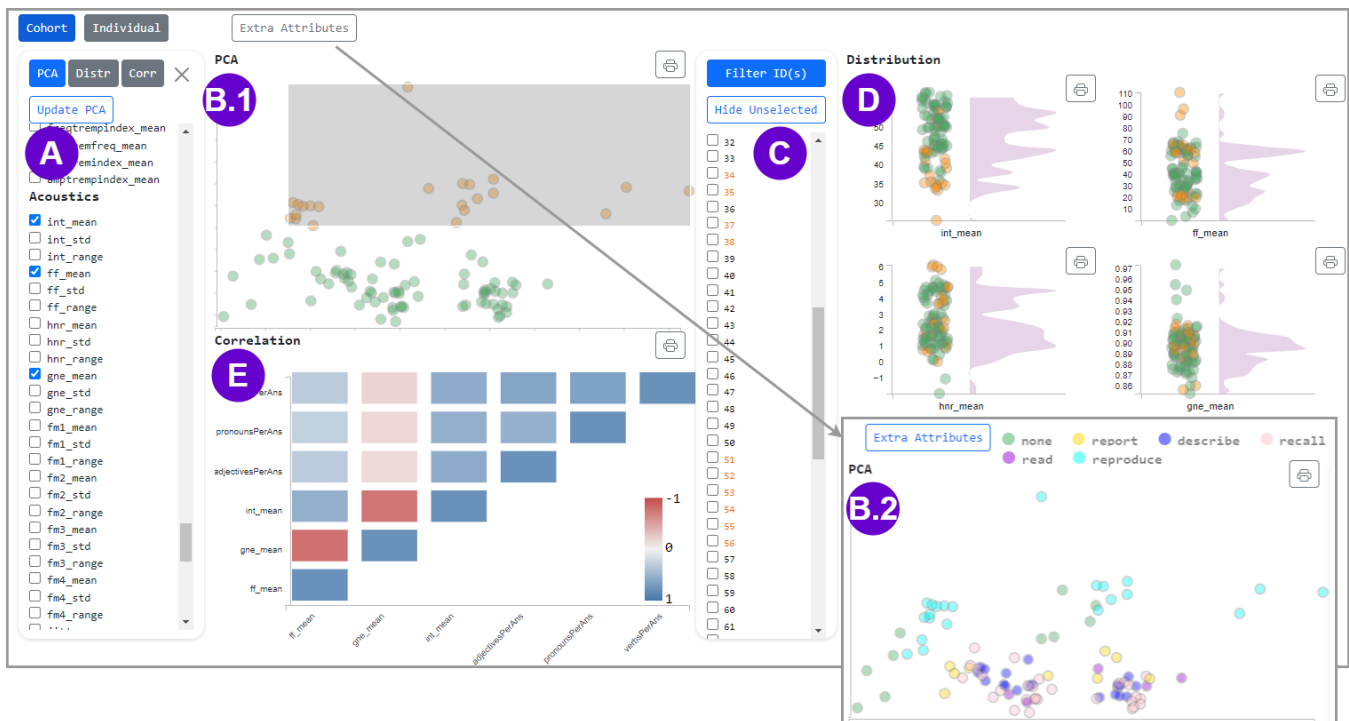 Cohort
Individual
Extra Attributes
PCA
Distr
Corr
Update PCA
A
amptrempindex_mean
Acoustics
int_mean
int_std
int_range
ff_mean
ff_std
ff_range
hnr_mean
hnr_std
hnr_range
gne_mean
gne_std
gne_range
fm1_mean
fm1_std
fm1_range
fm2_mean
fm2_std
fm2_range
fm3_mean
fm3_std
fm3_range
fm4_mean
fm4_std
fm4_range
PCA
B.1
Correlation
E
pronounsPerAns
adjectivesPerAns
int_mean
gne_mean
ff_mean
-1
0
1
ff_mean
gne_mean
int_mean
adjectivesPerAns
pronounsPerAns
verbsPerAns
Filter ID(s)
Hide Unselected
C
32
33
34
35
36
37
38
39
40
41
42
43
44
45
46
47
48
49
50
51
52
53
54
55
56
57
58
59
60
61
Distribution
D
50
45
40
35
30
int_mean
110
100
90
80
70
60
50
40
30
20
10
ff_mean
6
5
4
3
2
1
0
−1
hnr_mean
0.97
0.95
0.94
0.93
0.92
0.91
0.90
0.89
0.88
0.87
0.86
gne_mean
Extra Attributes
none
report
describe
recall
read
reproduce
PCA
B.2